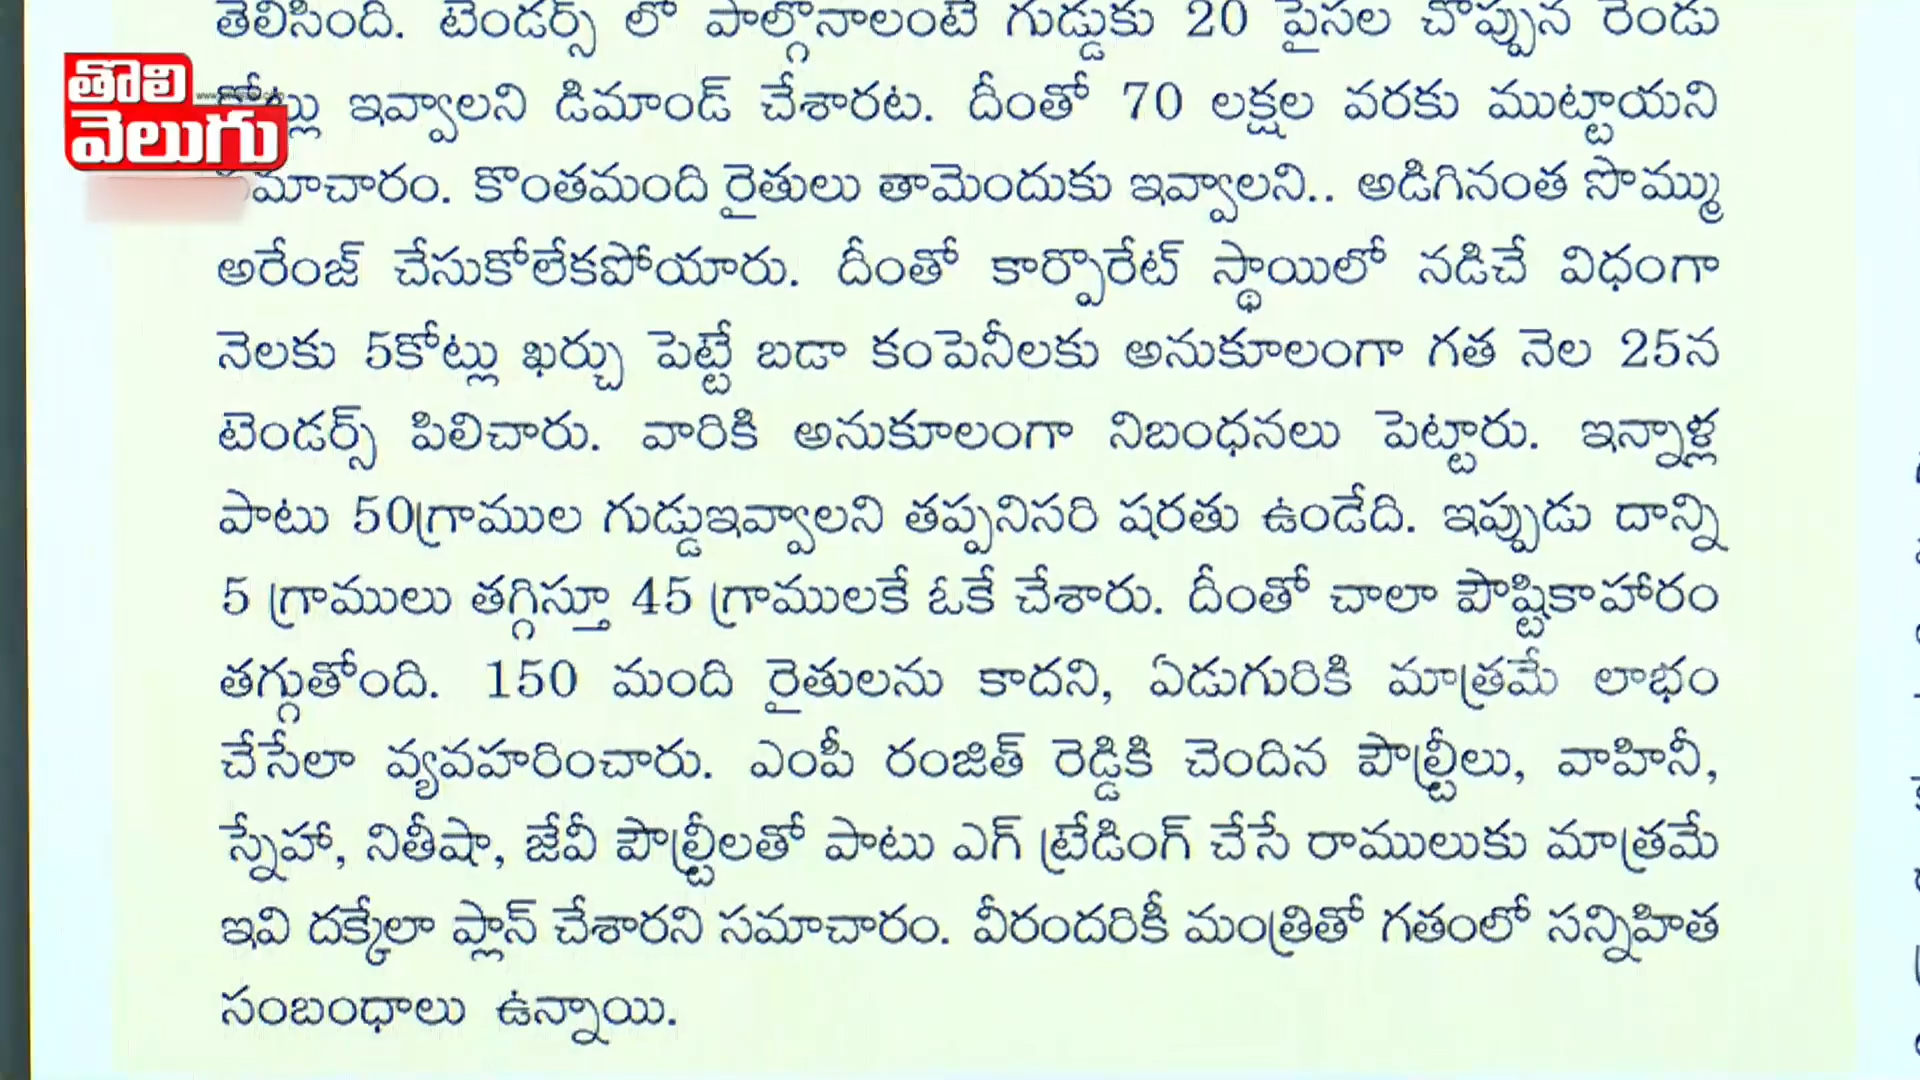 తెలిసింది. టెండర్స్ లో పాల్గొనాలంటే గుడ్డుకు 20 పైసల చొప్పున రెండు
తొలి
వెలుగు
ఇవ్వాలని డిమాండ్ చేశారట. దీంతో 70 లక్షల వరకు ముట్టాయని
కొంతమంది రైతులు తామెందుకు ఇవ్వాలని.. అడిగినంత సొమ్ము
అరేంజ్ చేసుకోలేకపోయారు. దీంతో కార్పొరేట్ స్థాయిలో నడిచే విధంగా
నెలకు 5కోట్లు ఖర్చు పెట్టే బడా కంపెనీలకు అనుకూలంగా గత నెల 25న
టెండర్స్ పిలిచారు. వారికి అనుకూలంగా నిబంధనలు పెట్టారు. ఇన్నాళ్ల
పాటు 50గ్రాముల గుడ్డుఇవ్వాలని తప్పనిసరి షరతు ఉండేది. ఇప్పుడు దాన్ని
5 గ్రాములు తగ్గిస్తూ 45 గ్రాములకే ఓకే చేశారు. దీంతో చాలా పౌష్టికాహారం
తగ్గుతోంది. 150 మంది రైతులను కాదని, ఏడుగురికి మాత్రమే లాభం
చేసేలా వ్యవహరించారు. ఎంపీ రంజిత్ రెడ్డికి చెందిన పౌల్ట్రీలు, వాహినీ,
స్నేహా, నితీషా, జేవీ పౌల్ట్రీలతో పాటు ఎగ్ ట్రేడింగ్ చేసే రాములుకు మాత్రమే
ఇవి దక్కేలా ప్లాన్ చేశారని సమాచారం. వీరందరికీ మంత్రితో గతంలో సన్నిహిత
సంబంధాలు ఉన్నాయి.